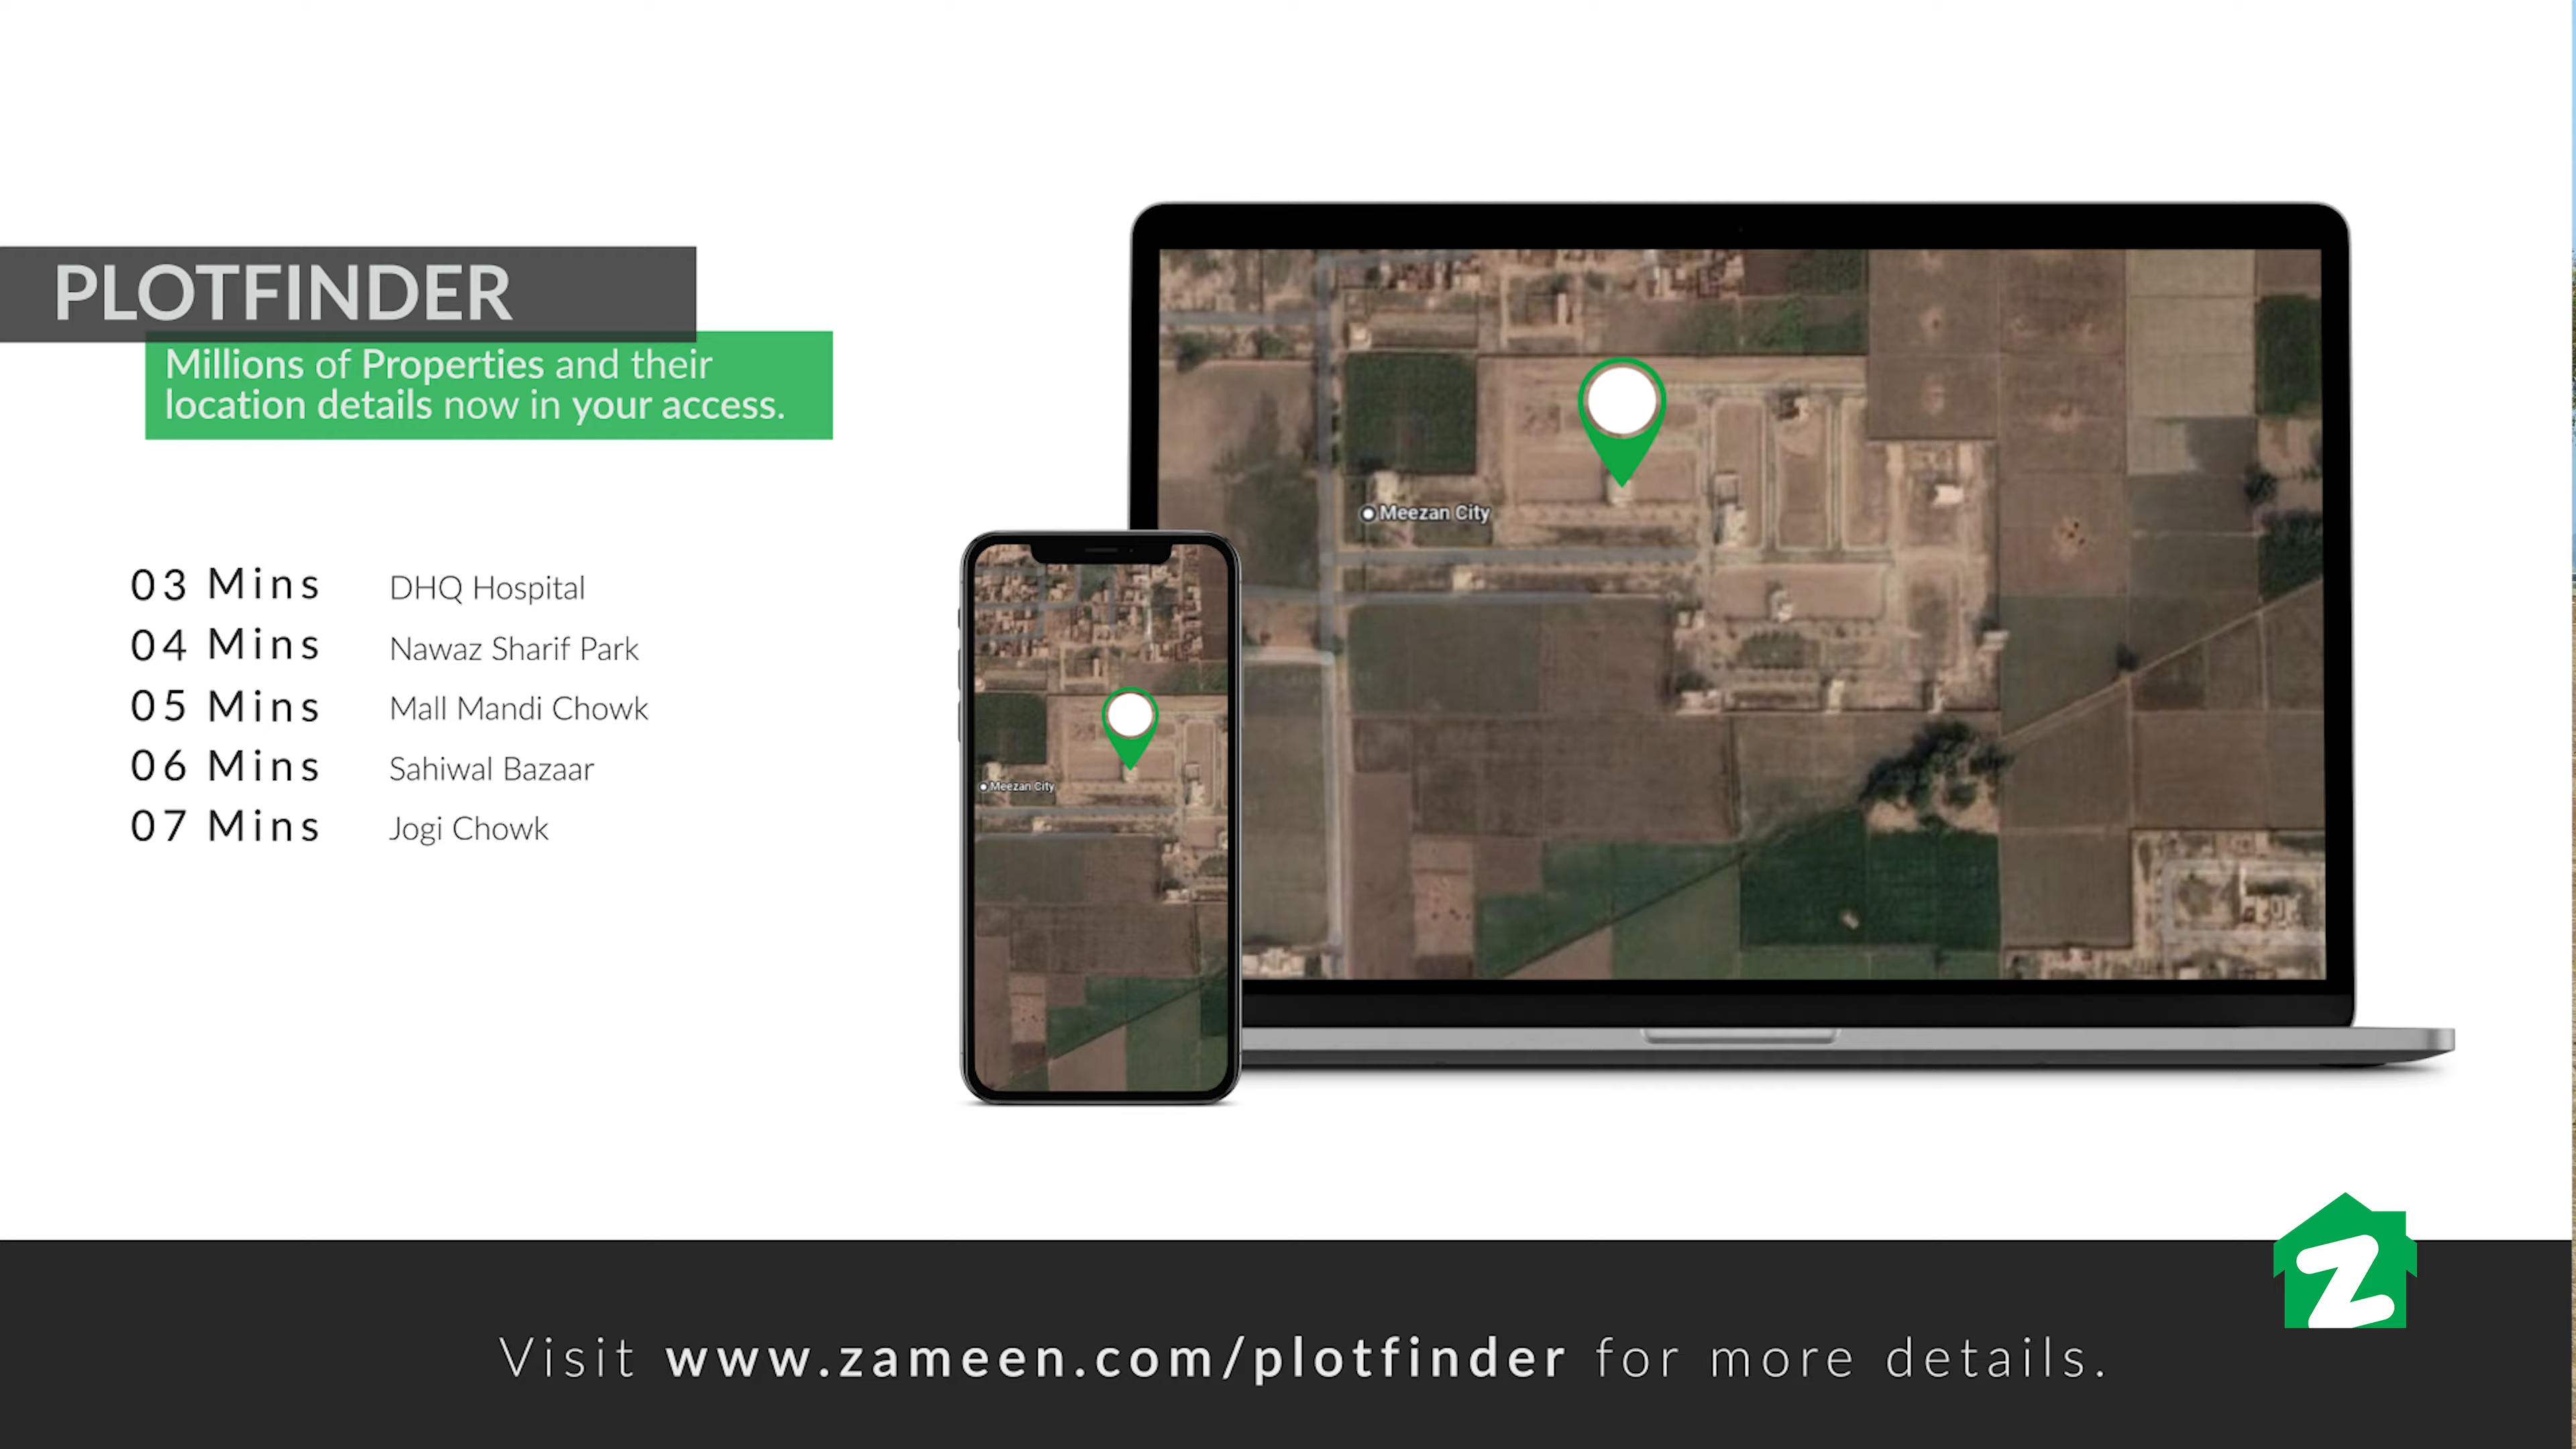 PLOTFINDER
Millions of Properties and their
location details now in your access.
03 Mins DHQ Hospital
04 Mins Nawaz Sharif Park
05 Mins Mall Mandi Chowk
06 Mins Sahiwal Bazaar
07 Mins Jogi Chowk
Meezan City
Meezan City
Z
Visit www.zameen.com/plotfinder for more details.